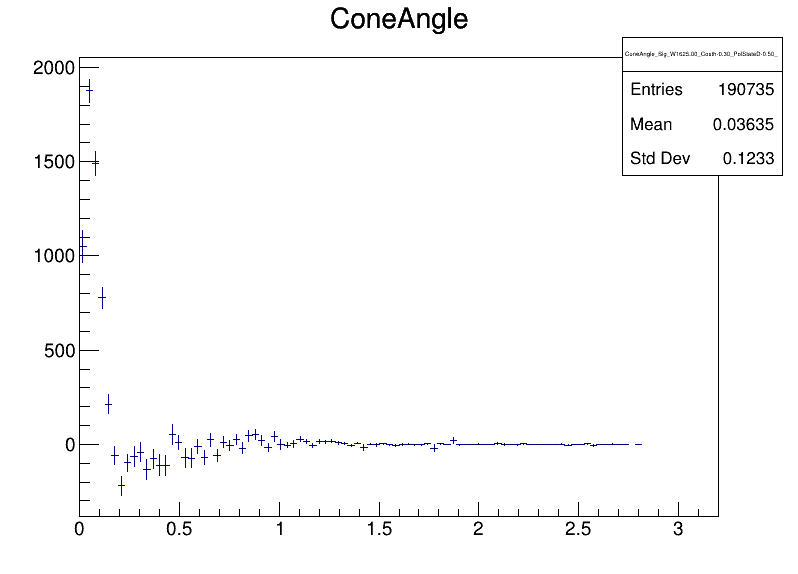 ConeAngle
ConeAngle_Sig_W1625.00_Costh-0.30_PolStateD-0.50_
Entries 190735
Mean 0.03635
Std Dev 0.1233
2000
1500
1000
500
0
0 0.5 1 1.5 2 2.5 3